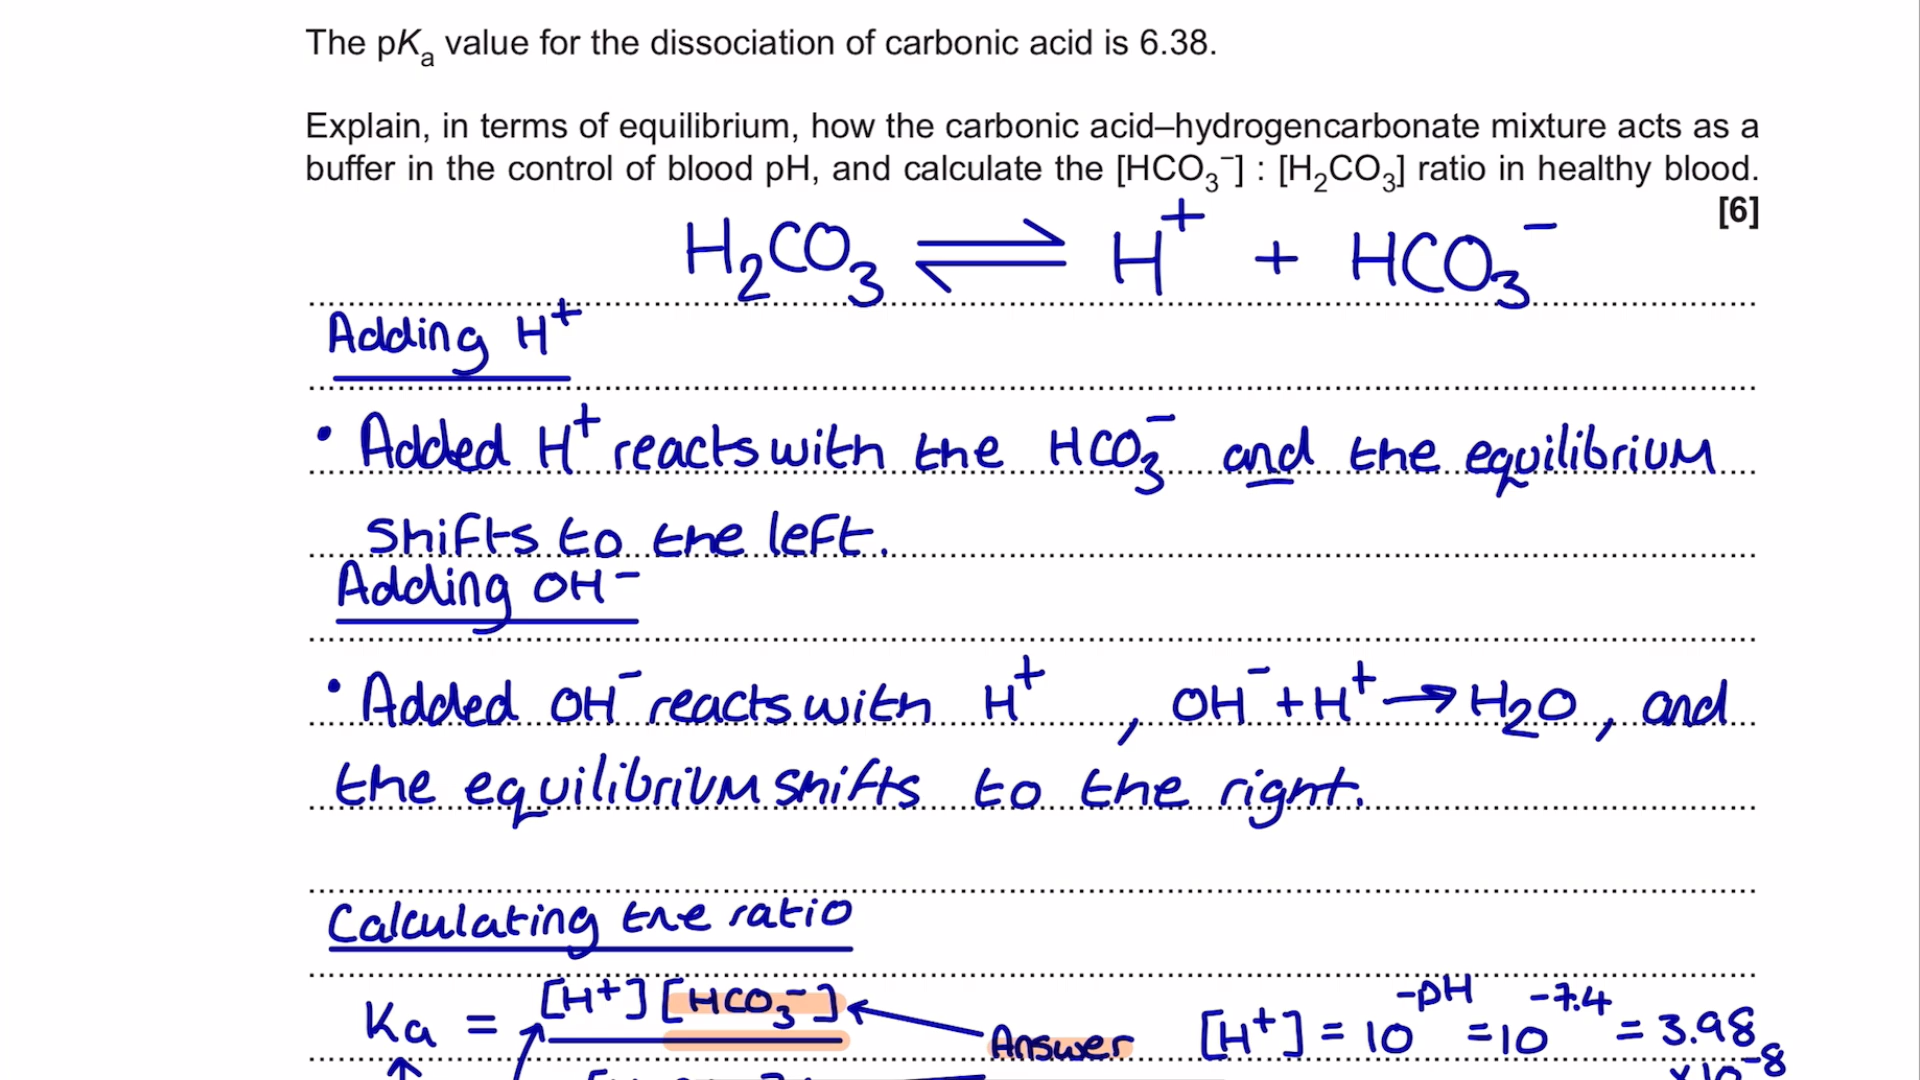 The pKa value for the dissociation of carbonic acid is 6.38.
Explain, in terms of equilibrium, how the carbonic acid–hydrogencarbonate mixture acts as a
buffer in the control of blood pH, and calculate the [HCO₃⁻] : [H₂CO₃] ratio in healthy blood.
[6]
H₂CO₃ ⇌ H⁺ + HCO₃⁻
Adding H⁺
• Added H⁺ reacts with the HCO₃⁻ and the equilibrium
shifts to the left.
Adding OH⁻
• Added OH⁻ reacts with H⁺, OH⁻ + H⁺ → H₂O, and
the equilibrium shifts to the right.
Calculating the ratio
Ka = [H⁺][HCO₃⁻] ← Answer [H⁺] = 10^-pH = 10^-7.4 = 3.98
×10⁻⁸